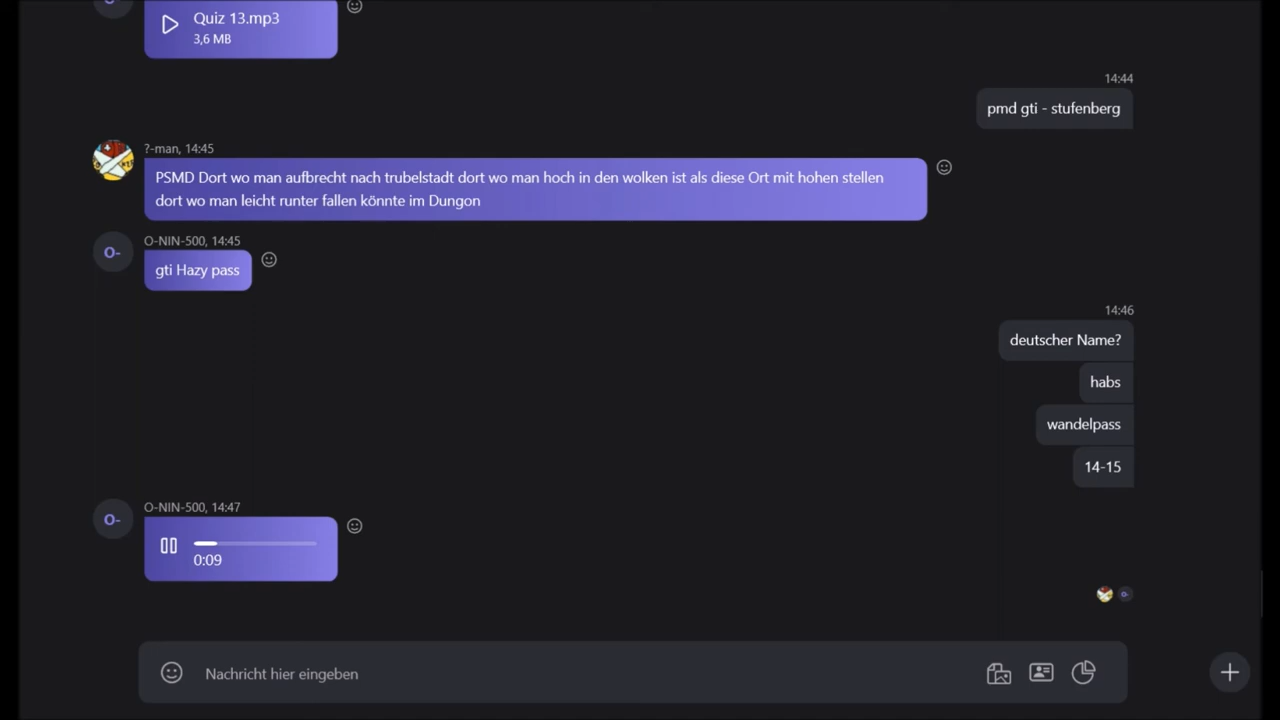 Quiz 13.mp3
3,6 MB
14:44
pmd gti - stufenberg
?-man, 14:45
PSMD Dort wo man aufbrecht nach trubelstadt dort wo man hoch in den wolken ist als diese Ort mit hohen stellen
dort wo man leicht runter fallen könnte im Dungon
O-NIN-500, 14:45
O-
gti Hazy pass
14:46
deutscher Name?
habs
wandelpass
14-15
O-NIN-500, 14:47
O-
0:09
O-
Nachricht hier eingeben